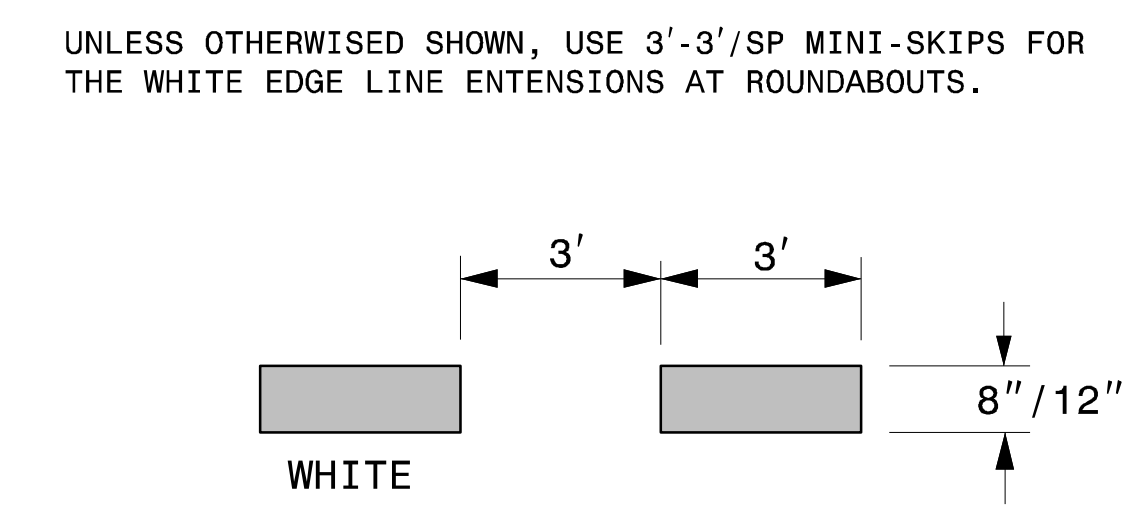 UNLESS OTHERWISED SHOWN, USE 3'-3'/SP MINI-SKIPS FOR
THE WHITE EDGE LINE ENTENSIONS AT ROUNDABOUTS.
3' 3'
8"/12"
WHITE